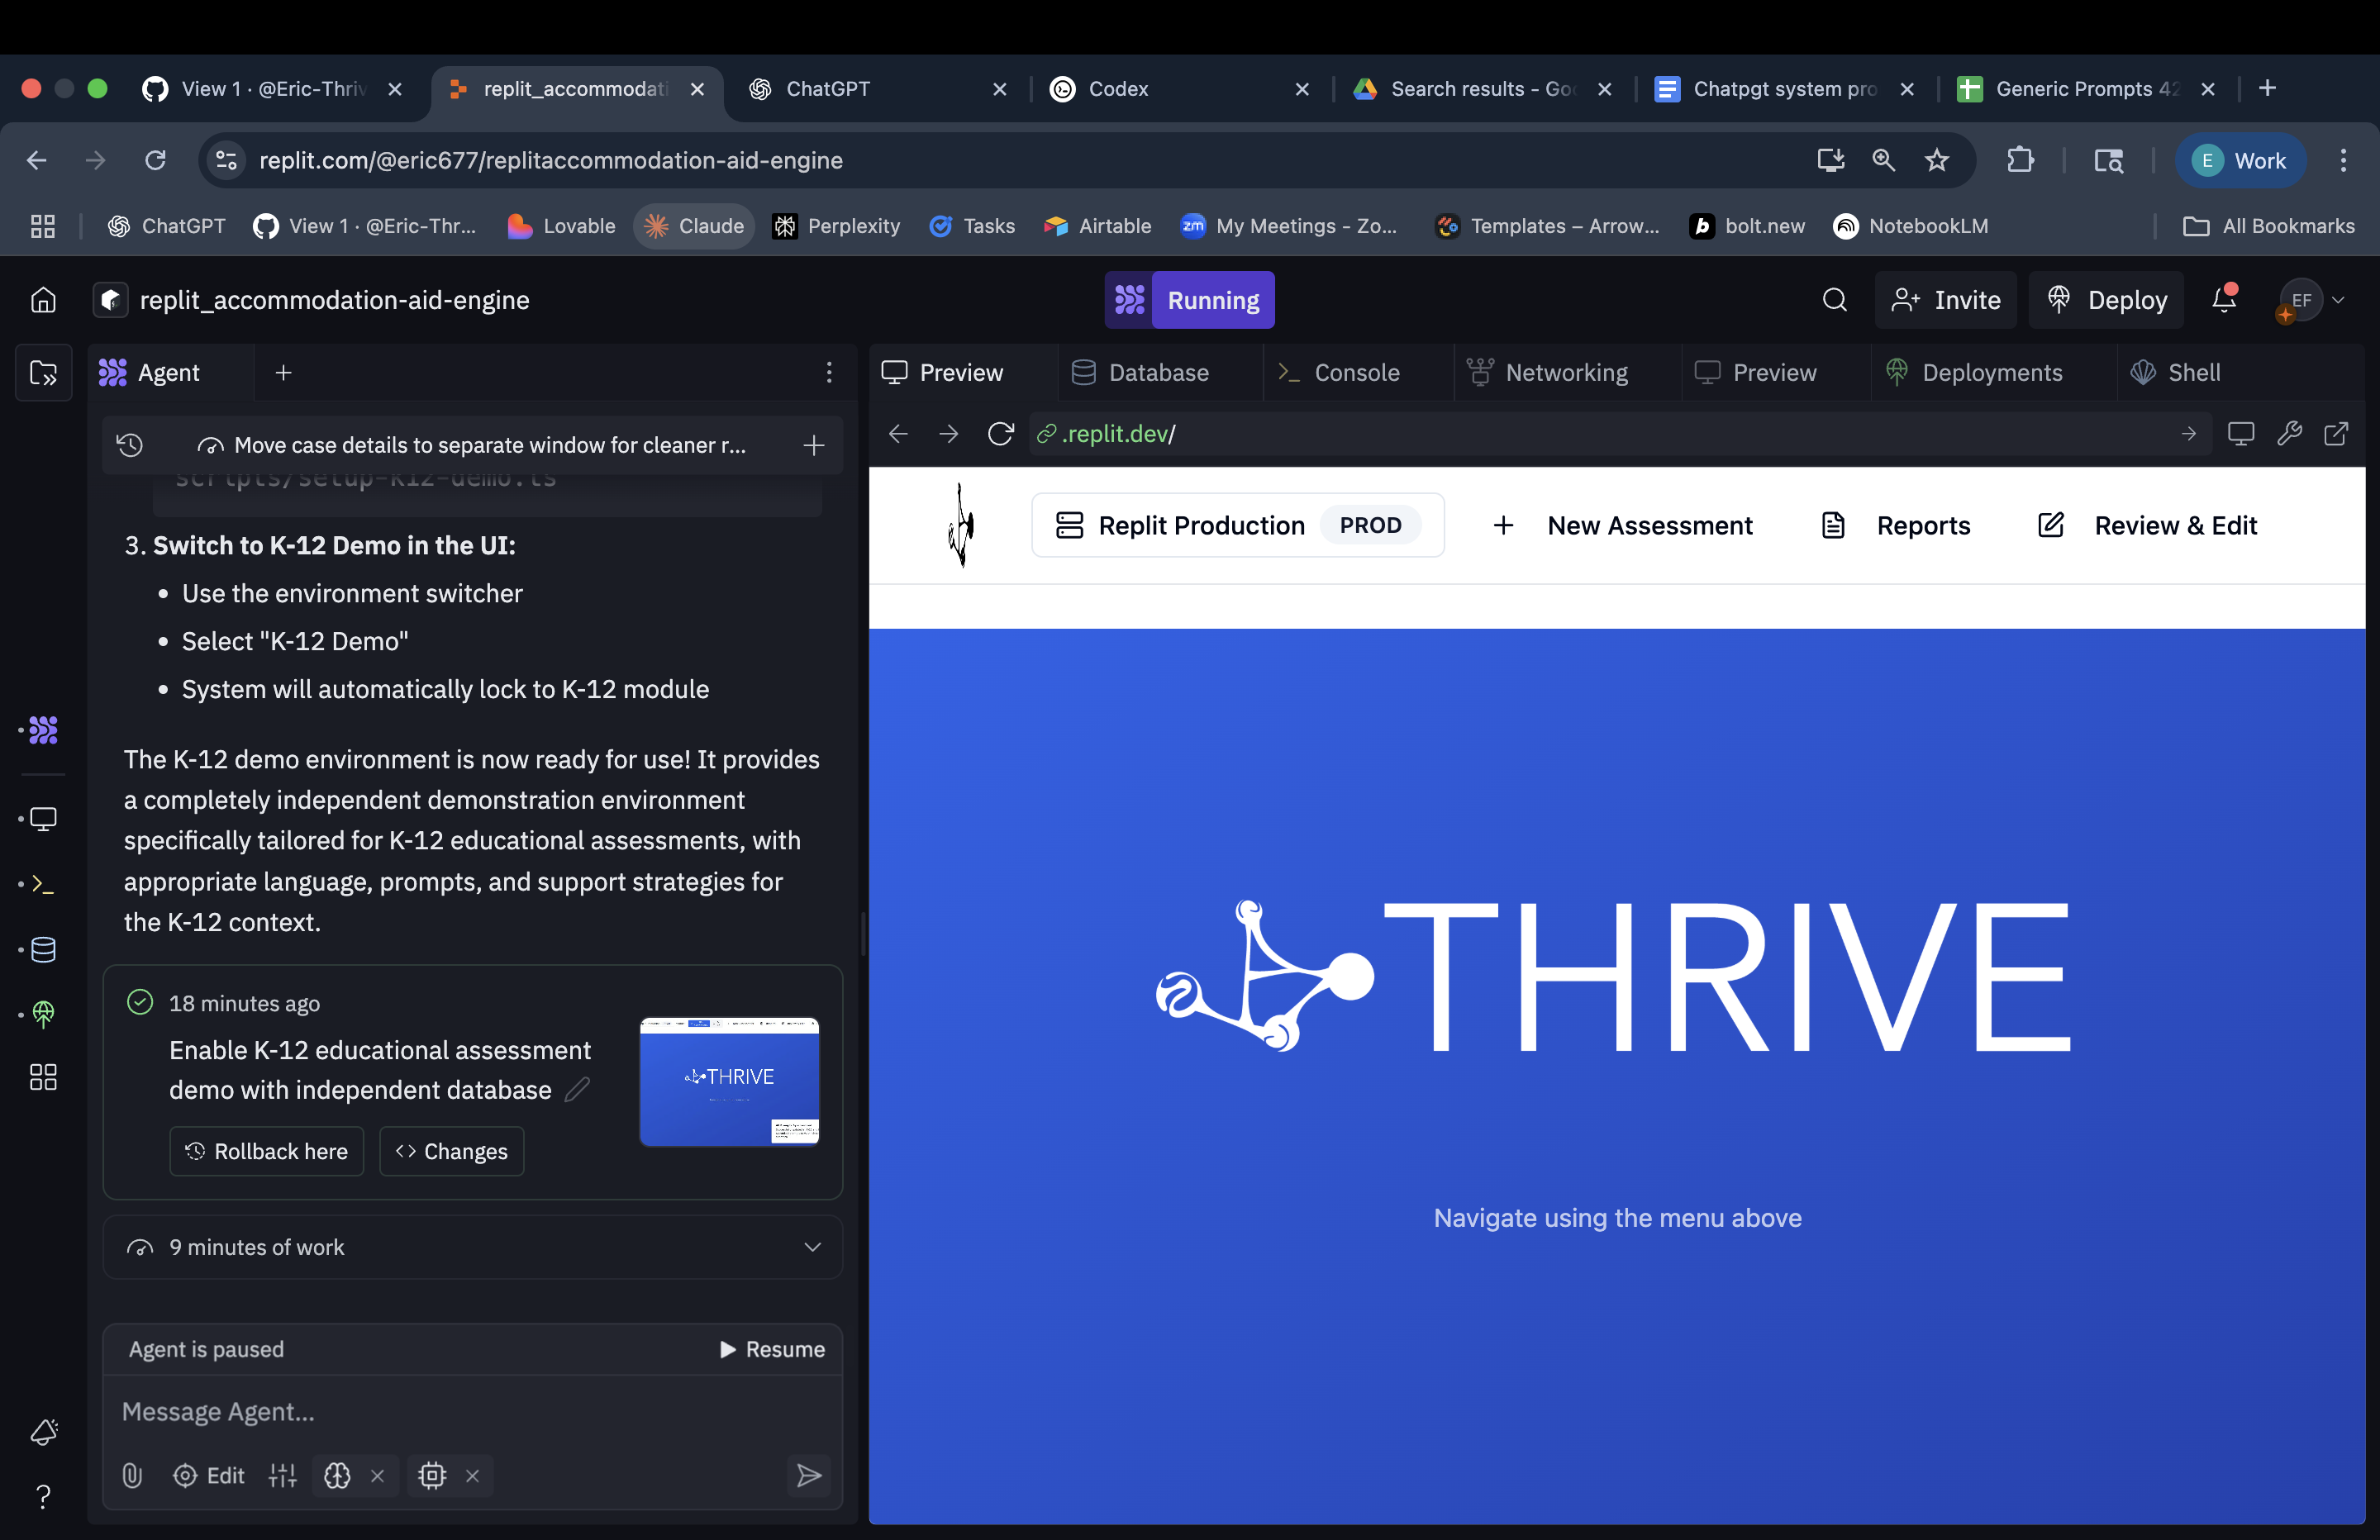 View 1 · @Eric-Thriv
replit_accommodati
ChatGPT
Codex
Search results - Goo
Chatpgt system pro
Generic Prompts 42
replit.com/@eric677/replitaccommodation-aid-engine
E
Work
ChatGPT
View 1 · @Eric-Thr...
Lovable
Claude
Perplexity
Tasks
Airtable
zm
My Meetings - Zo...
Templates – Arrow...
b
bolt.new
NotebookLM
All Bookmarks
replit_accommodation-aid-engine
Running
Invite
Deploy
EF
Agent
Preview
Database
Console
Networking
Preview
Deployments
Shell
Move case details to separate window for cleaner r...
.replit.dev/
scripts/setup-k12-demo.ts
Replit Production
PROD
New Assessment
Reports
Review & Edit
3. Switch to K-12 Demo in the UI:
• Use the environment switcher
• Select "K-12 Demo"
• System will automatically lock to K-12 module
The K-12 demo environment is now ready for use! It provides
a completely independent demonstration environment
specifically tailored for K-12 educational assessments, with
appropriate language, prompts, and support strategies for
the K-12 context.
18 minutes ago
Enable K-12 educational assessment
demo with independent database
THRIVE
Rollback here
Changes
9 minutes of work
Agent is paused
Resume
Message Agent...
Edit
THRIVE
Navigate using the menu above